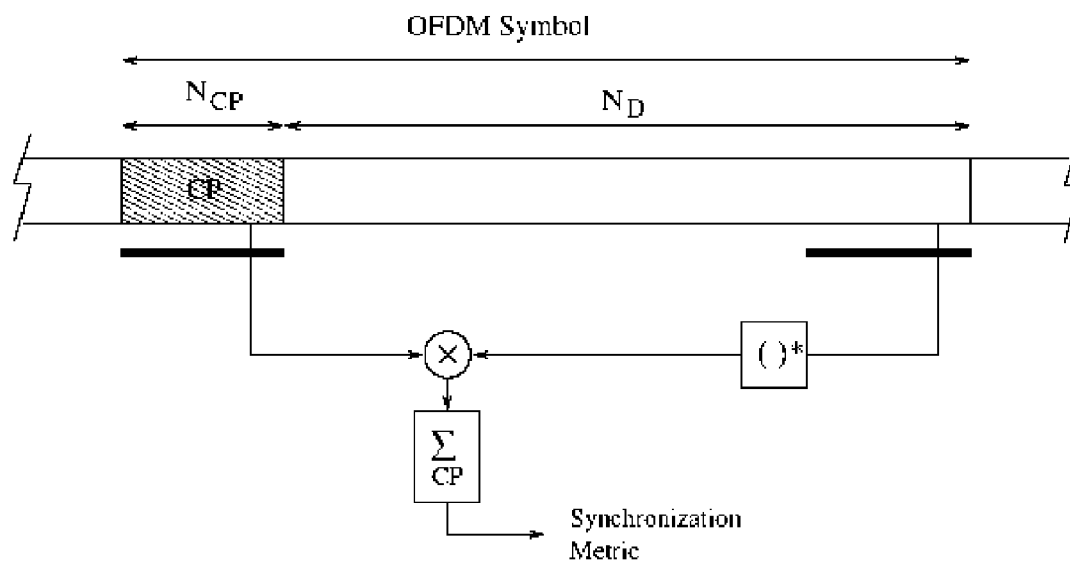 OFDM Symbol
N_CP
N_D
CP
( )*
×
Σ
CP
Synchronization
Metric